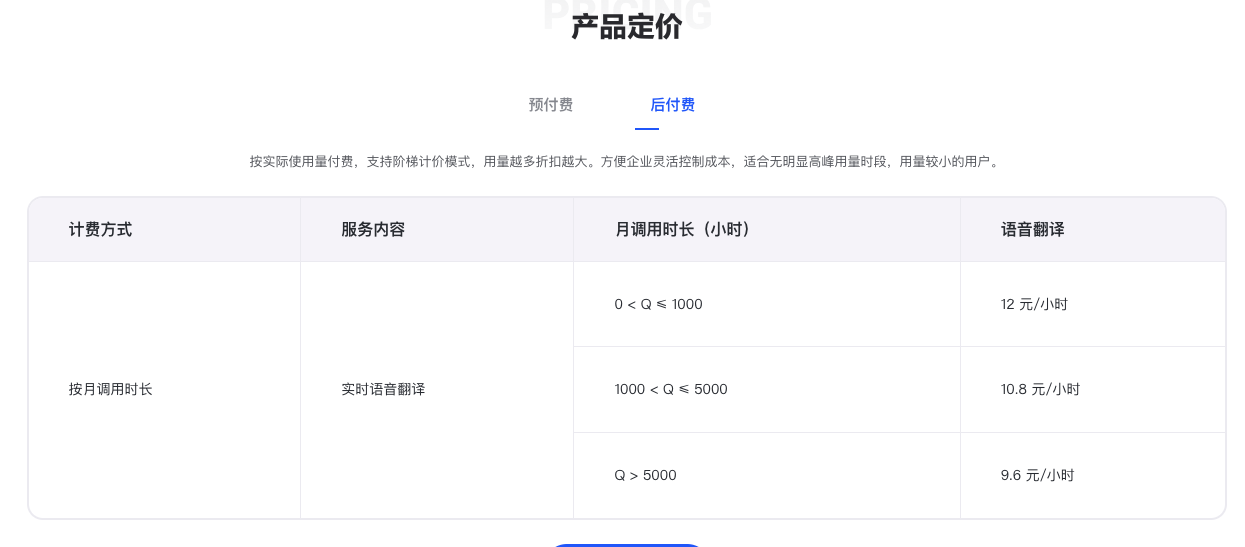 PRICING
产品定价
预付费 后付费
按实际使用量付费，支持阶梯计价模式，用量越多折扣越大。方便企业灵活控制成本，适合无明显高峰用量时段，用量较小的用户。
计费方式 服务内容 月调用时长（小时） 语音翻译
0 < Q ≤ 1000 12 元/小时
按月调用时长 实时语音翻译 1000 < Q ≤ 5000 10.8 元/小时
Q > 5000 9.6 元/小时